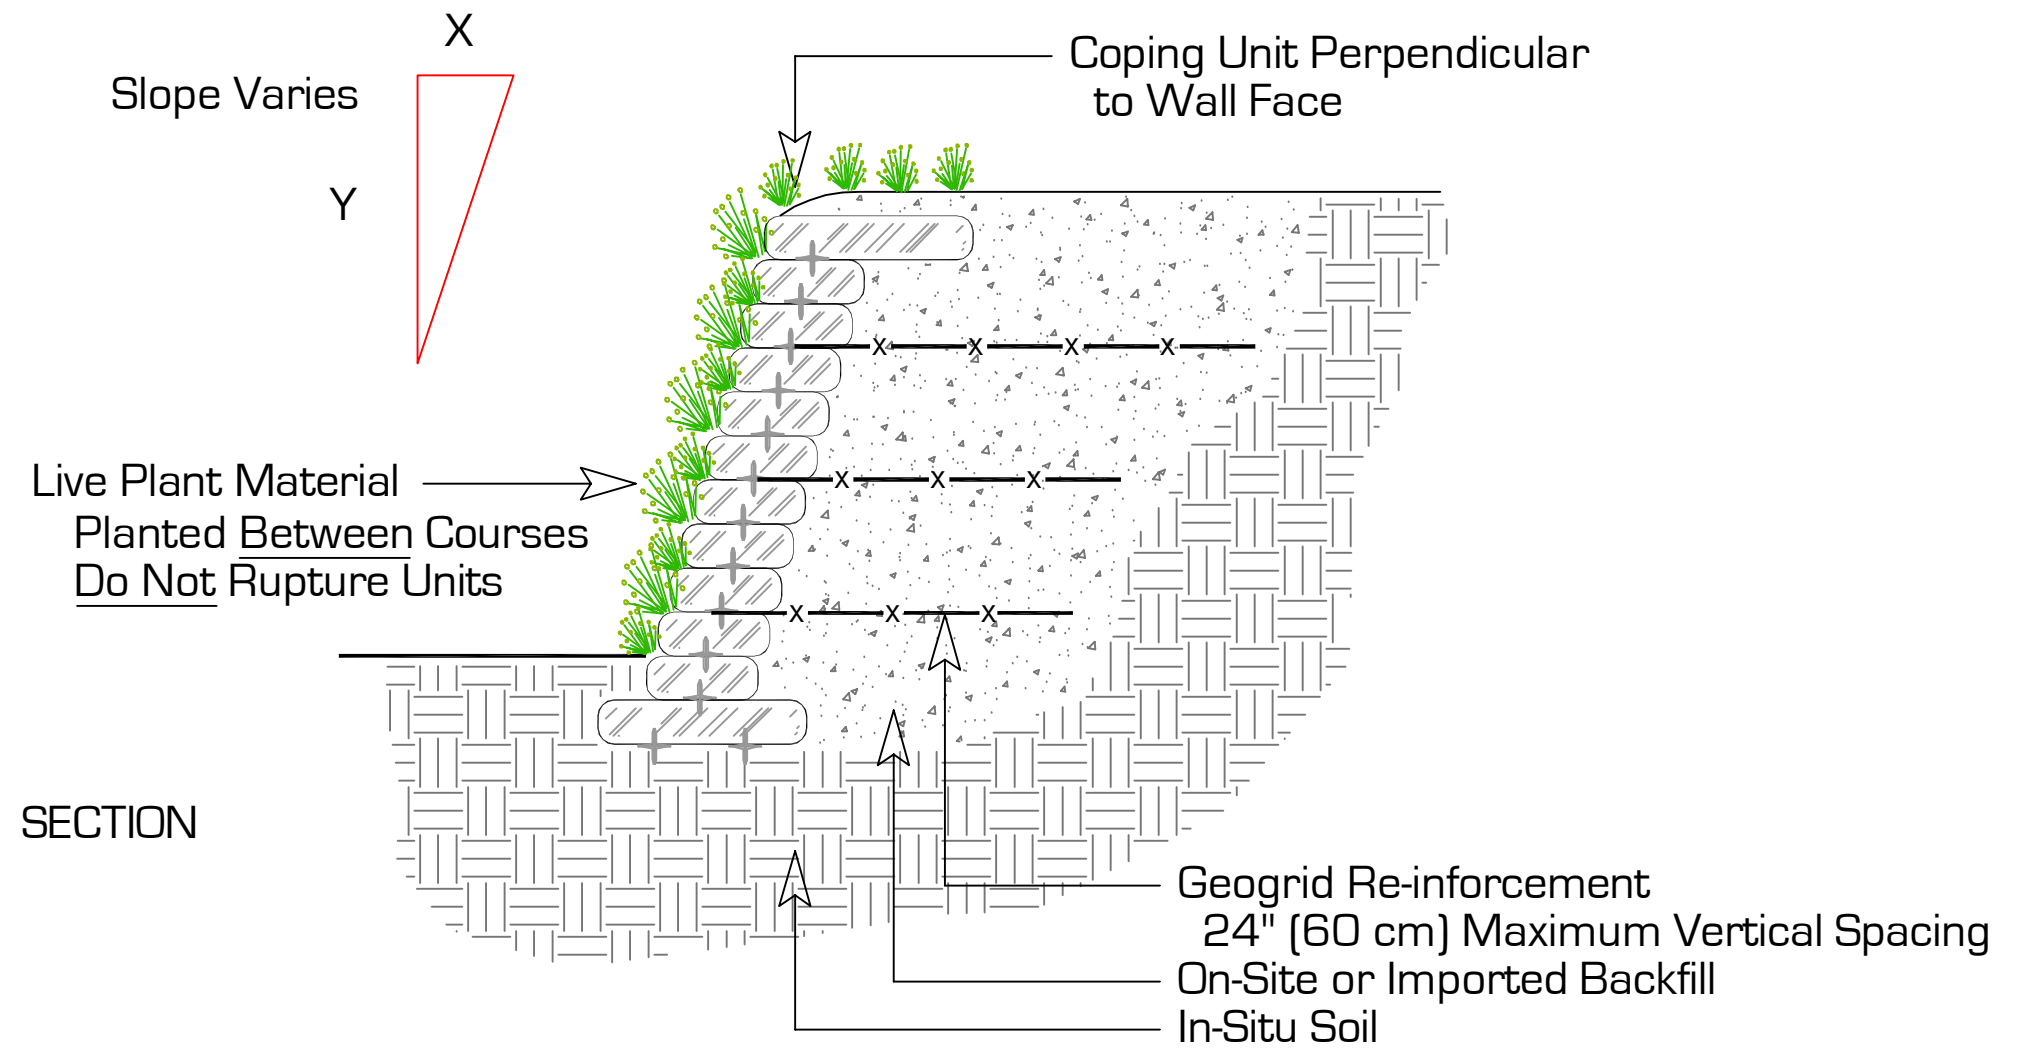 X
Slope Varies
Y
Coping Unit Perpendicular
to Wall Face
Live Plant Material
Planted Between Courses
Do Not Rupture Units
X X X X
X X X
X X X
SECTION
Geogrid Re-inforcement
24" (60 cm) Maximum Vertical Spacing
On-Site or Imported Backfill
In-Situ Soil